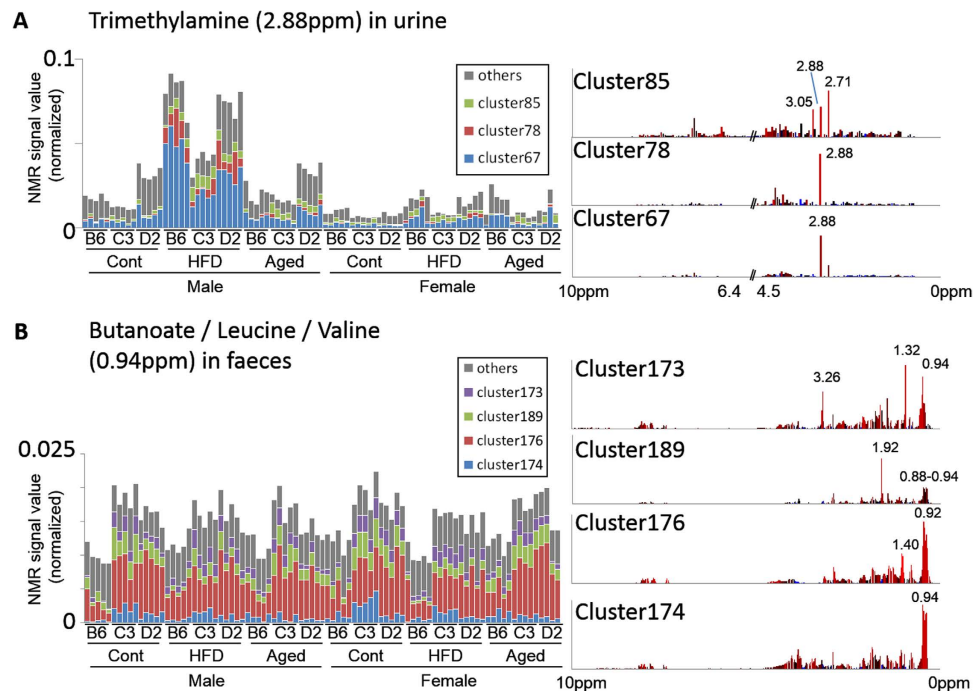 A
Trimethylamine (2.88ppm) in urine
0.1
NMR signal value
(normalized)
0
others
cluster85
cluster78
cluster67
B6 C3 D2 B6 C3 D2 B6 C3 D2 B6 C3 D2 B6 C3 D2 B6 C3 D2
Cont HFD Aged Cont HFD Aged
Male Female
Cluster85
2.88
3.05
2.71
Cluster78
2.88
Cluster67
2.88
10ppm 6.4 4.5 0ppm
B
Butanoate / Leucine / Valine
(0.94ppm) in faeces
0.025
NMR signal value
(normalized)
0
others
cluster173
cluster189
cluster176
cluster174
B6 C3 D2 B6 C3 D2 B6 C3 D2 B6 C3 D2 B6 C3 D2 B6 C3 D2
Cont HFD Aged Cont HFD Aged
Male Female
Cluster173
3.26
1.32
0.94
Cluster189
1.92
0.88-0.94
Cluster176
1.40
0.92
Cluster174
0.94
10ppm 0ppm